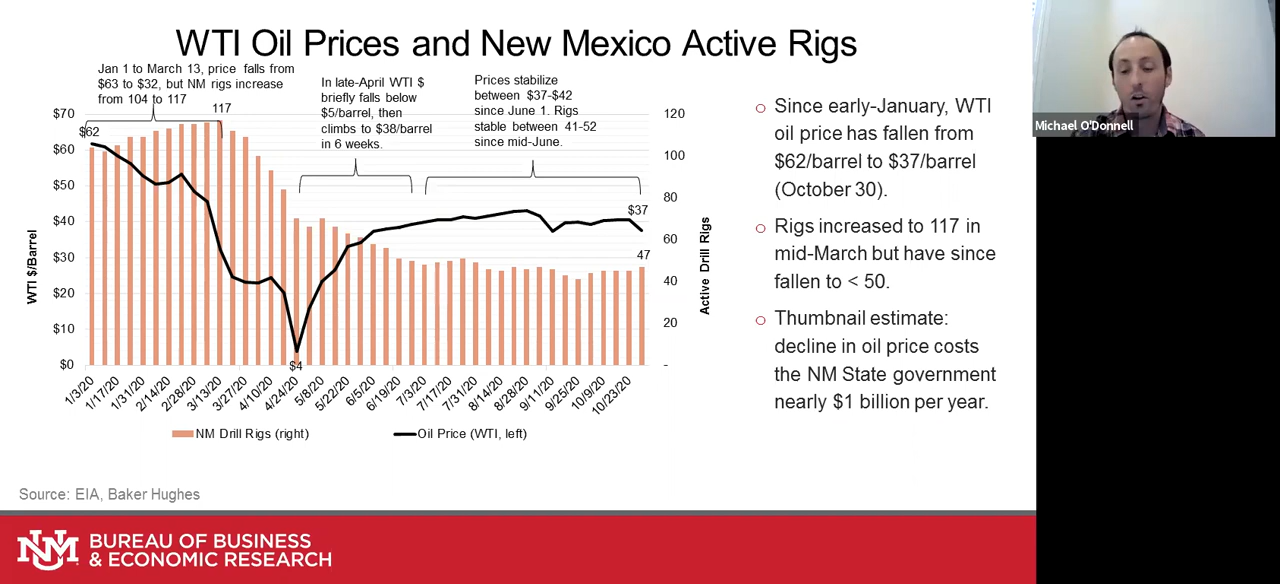 WTI Oil Prices and New Mexico Active Rigs
Jan 1 to March 13, price falls from
$63 to $32, but NM rigs increase
from 104 to 117
In late-April WTI $
briefly falls below
$5/barrel, then
climbs to $38/barrel
in 6 weeks.
Prices stabilize
between $37-$42
since June 1. Rigs
stable between 41-52
since mid-June.
117
$62
$37
47
$4
WTI $/Barrel
$70
$60
$50
$40
$30
$20
$10
$0
Active Drill Rigs
120
100
80
60
40
20
-
1/3/20
1/17/20
1/31/20
2/14/20
2/28/20
3/13/20
3/27/20
4/10/20
4/24/20
5/8/20
5/22/20
6/5/20
6/19/20
7/3/20
7/17/20
7/31/20
8/14/20
8/28/20
9/11/20
9/25/20
10/9/20
10/23/20
NM Drill Rigs (right)
Oil Price (WTI, left)
Since early-January, WTI
oil price has fallen from
$62/barrel to $37/barrel
(October 30).
Rigs increased to 117 in
mid-March but have since
fallen to < 50.
Thumbnail estimate:
decline in oil price costs
the NM State government
nearly $1 billion per year.
Michael O'Donnell
Source: EIA, Baker Hughes
UNM
BUREAU OF BUSINESS
& ECONOMIC RESEARCH